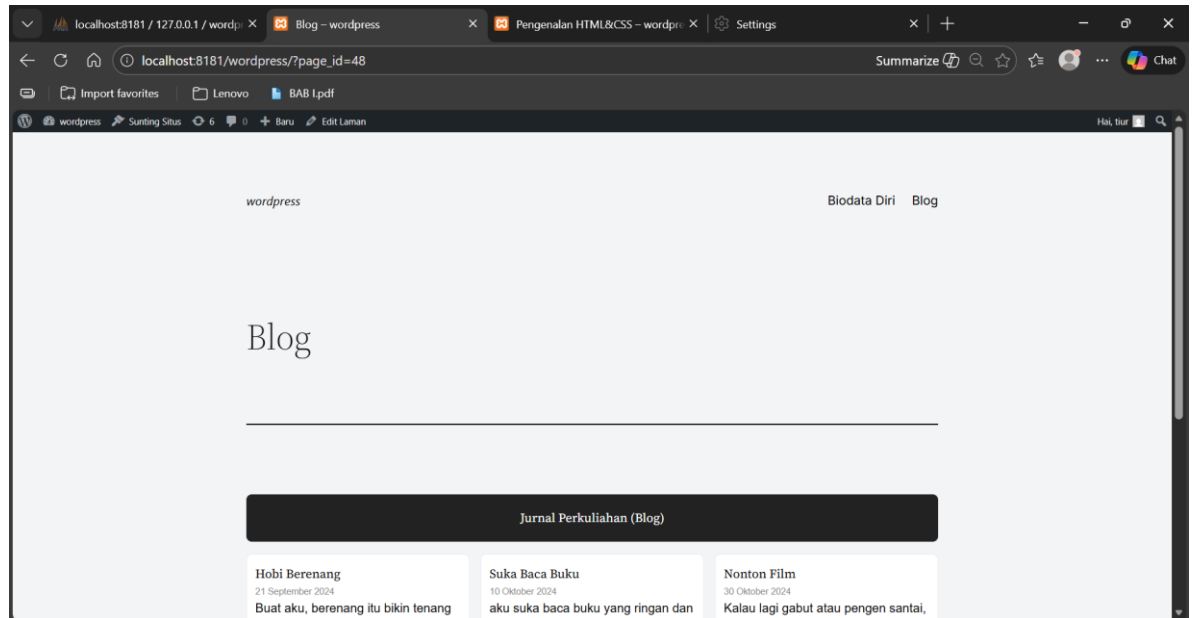 localhost:8181 / 127.0.0.1 / wordpr
Blog – wordpress
Pengenalan HTML&CSS – wordpre
Settings
localhost:8181/wordpress/?page_id=48
Summarize
Chat
Import favorites
Lenovo
BAB I.pdf
wordpress
Sunting Situs
6
0
Baru
Edit Laman
Hai, tiur
wordpress
Biodata Diri
Blog
Blog
Jurnal Perkuliahan (Blog)
Hobi Berenang
21 September 2024
Buat aku, berenang itu bikin tenang
Suka Baca Buku
10 Oktober 2024
aku suka baca buku yang ringan dan
Nonton Film
30 Oktober 2024
Kalau lagi gabut atau pengen santai,